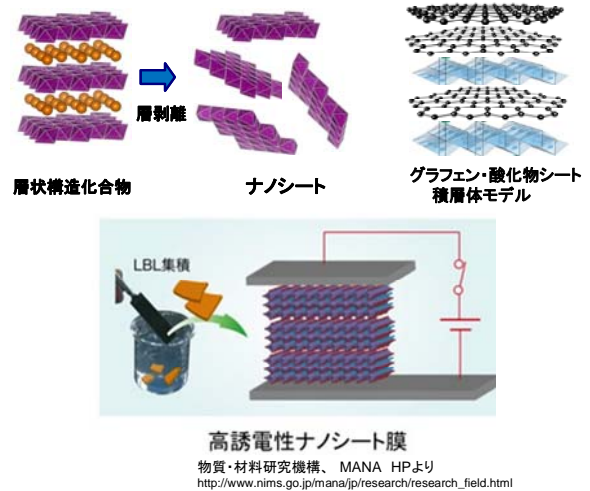 層剥離
層状構造化合物
ナノシート
グラフェン・酸化物シート
積層体モデル
LBL集積
高誘電性ナノシート膜
物質・材料研究機構、 MANA HPより
http://www.nims.go.jp/mana/jp/research/research_field.html